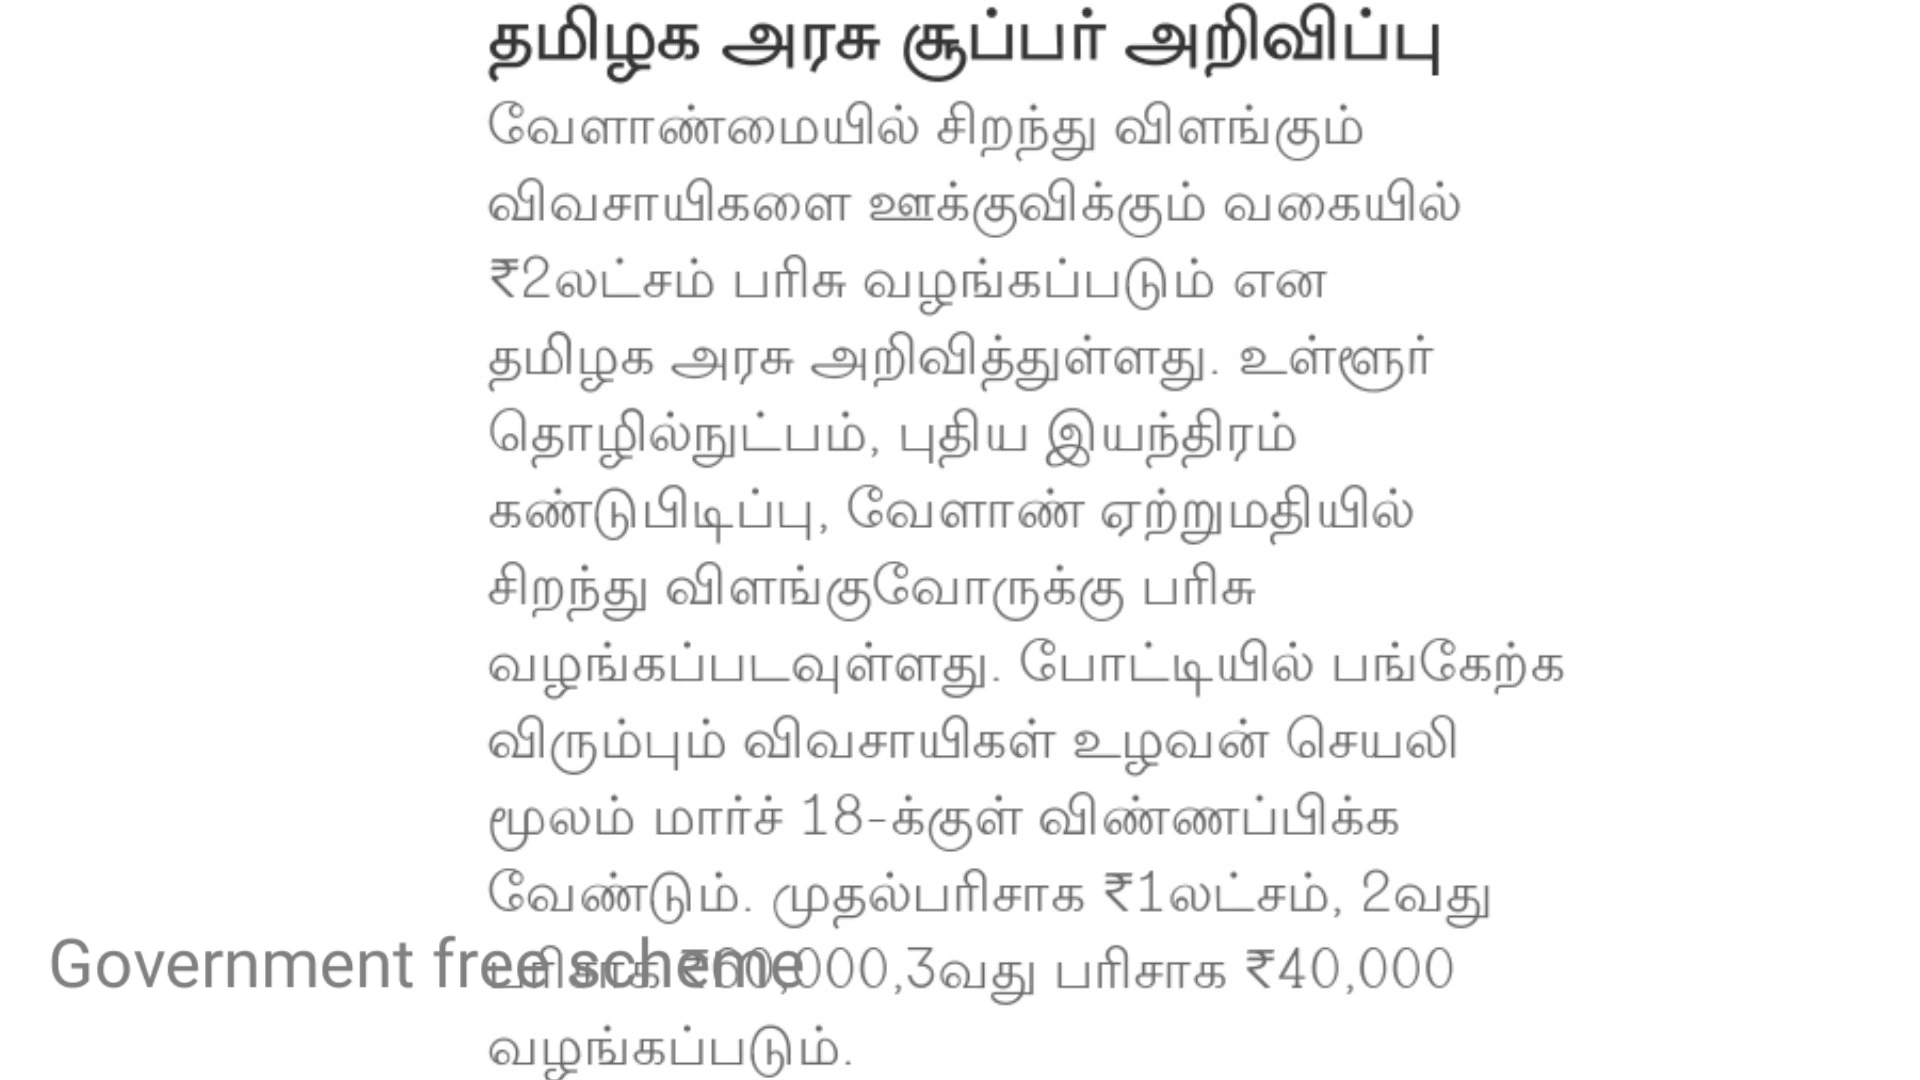 தமிழக அரசு சூப்பர் அறிவிப்பு
வேளாண்மையில் சிறந்து விளங்கும்
விவசாயிகளை ஊக்குவிக்கும் வகையில்
₹2லட்சம் பரிசு வழங்கப்படும் என
தமிழக அரசு அறிவித்துள்ளது. உள்ளூர்
தொழில்நுட்பம், புதிய இயந்திரம்
கண்டுபிடிப்பு, வேளாண் ஏற்றுமதியில்
சிறந்து விளங்குவோருக்கு பரிசு
வழங்கப்படவுள்ளது. போட்டியில் பங்கேற்க
விரும்பும் விவசாயிகள் உழவன் செயலி
மூலம் மார்ச் 18-க்குள் விண்ணப்பிக்க
வேண்டும். முதல்பரிசாக ₹1லட்சம், 2வது
பரிசாக ₹60,000,3வது பரிசாக ₹40,000
வழங்கப்படும்.
Government free scheme